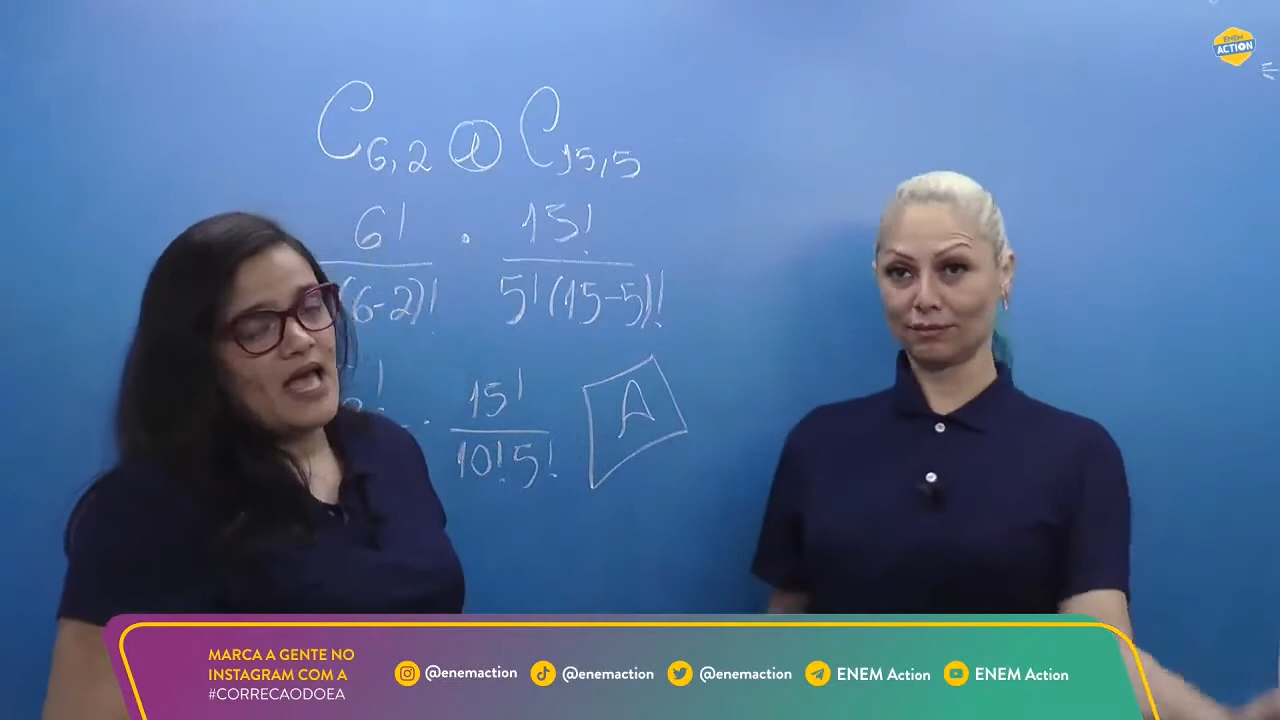 ENEM
ACTION
C6,2 e C15,5
6! . 15!
(6-2)! 5!(15-5)!
. 15! A
10!5!
MARCA A GENTE NO
INSTAGRAM COM A
#CORRECAODOEA
@enemaction @enemaction @enemaction ENEM Action ENEM Action